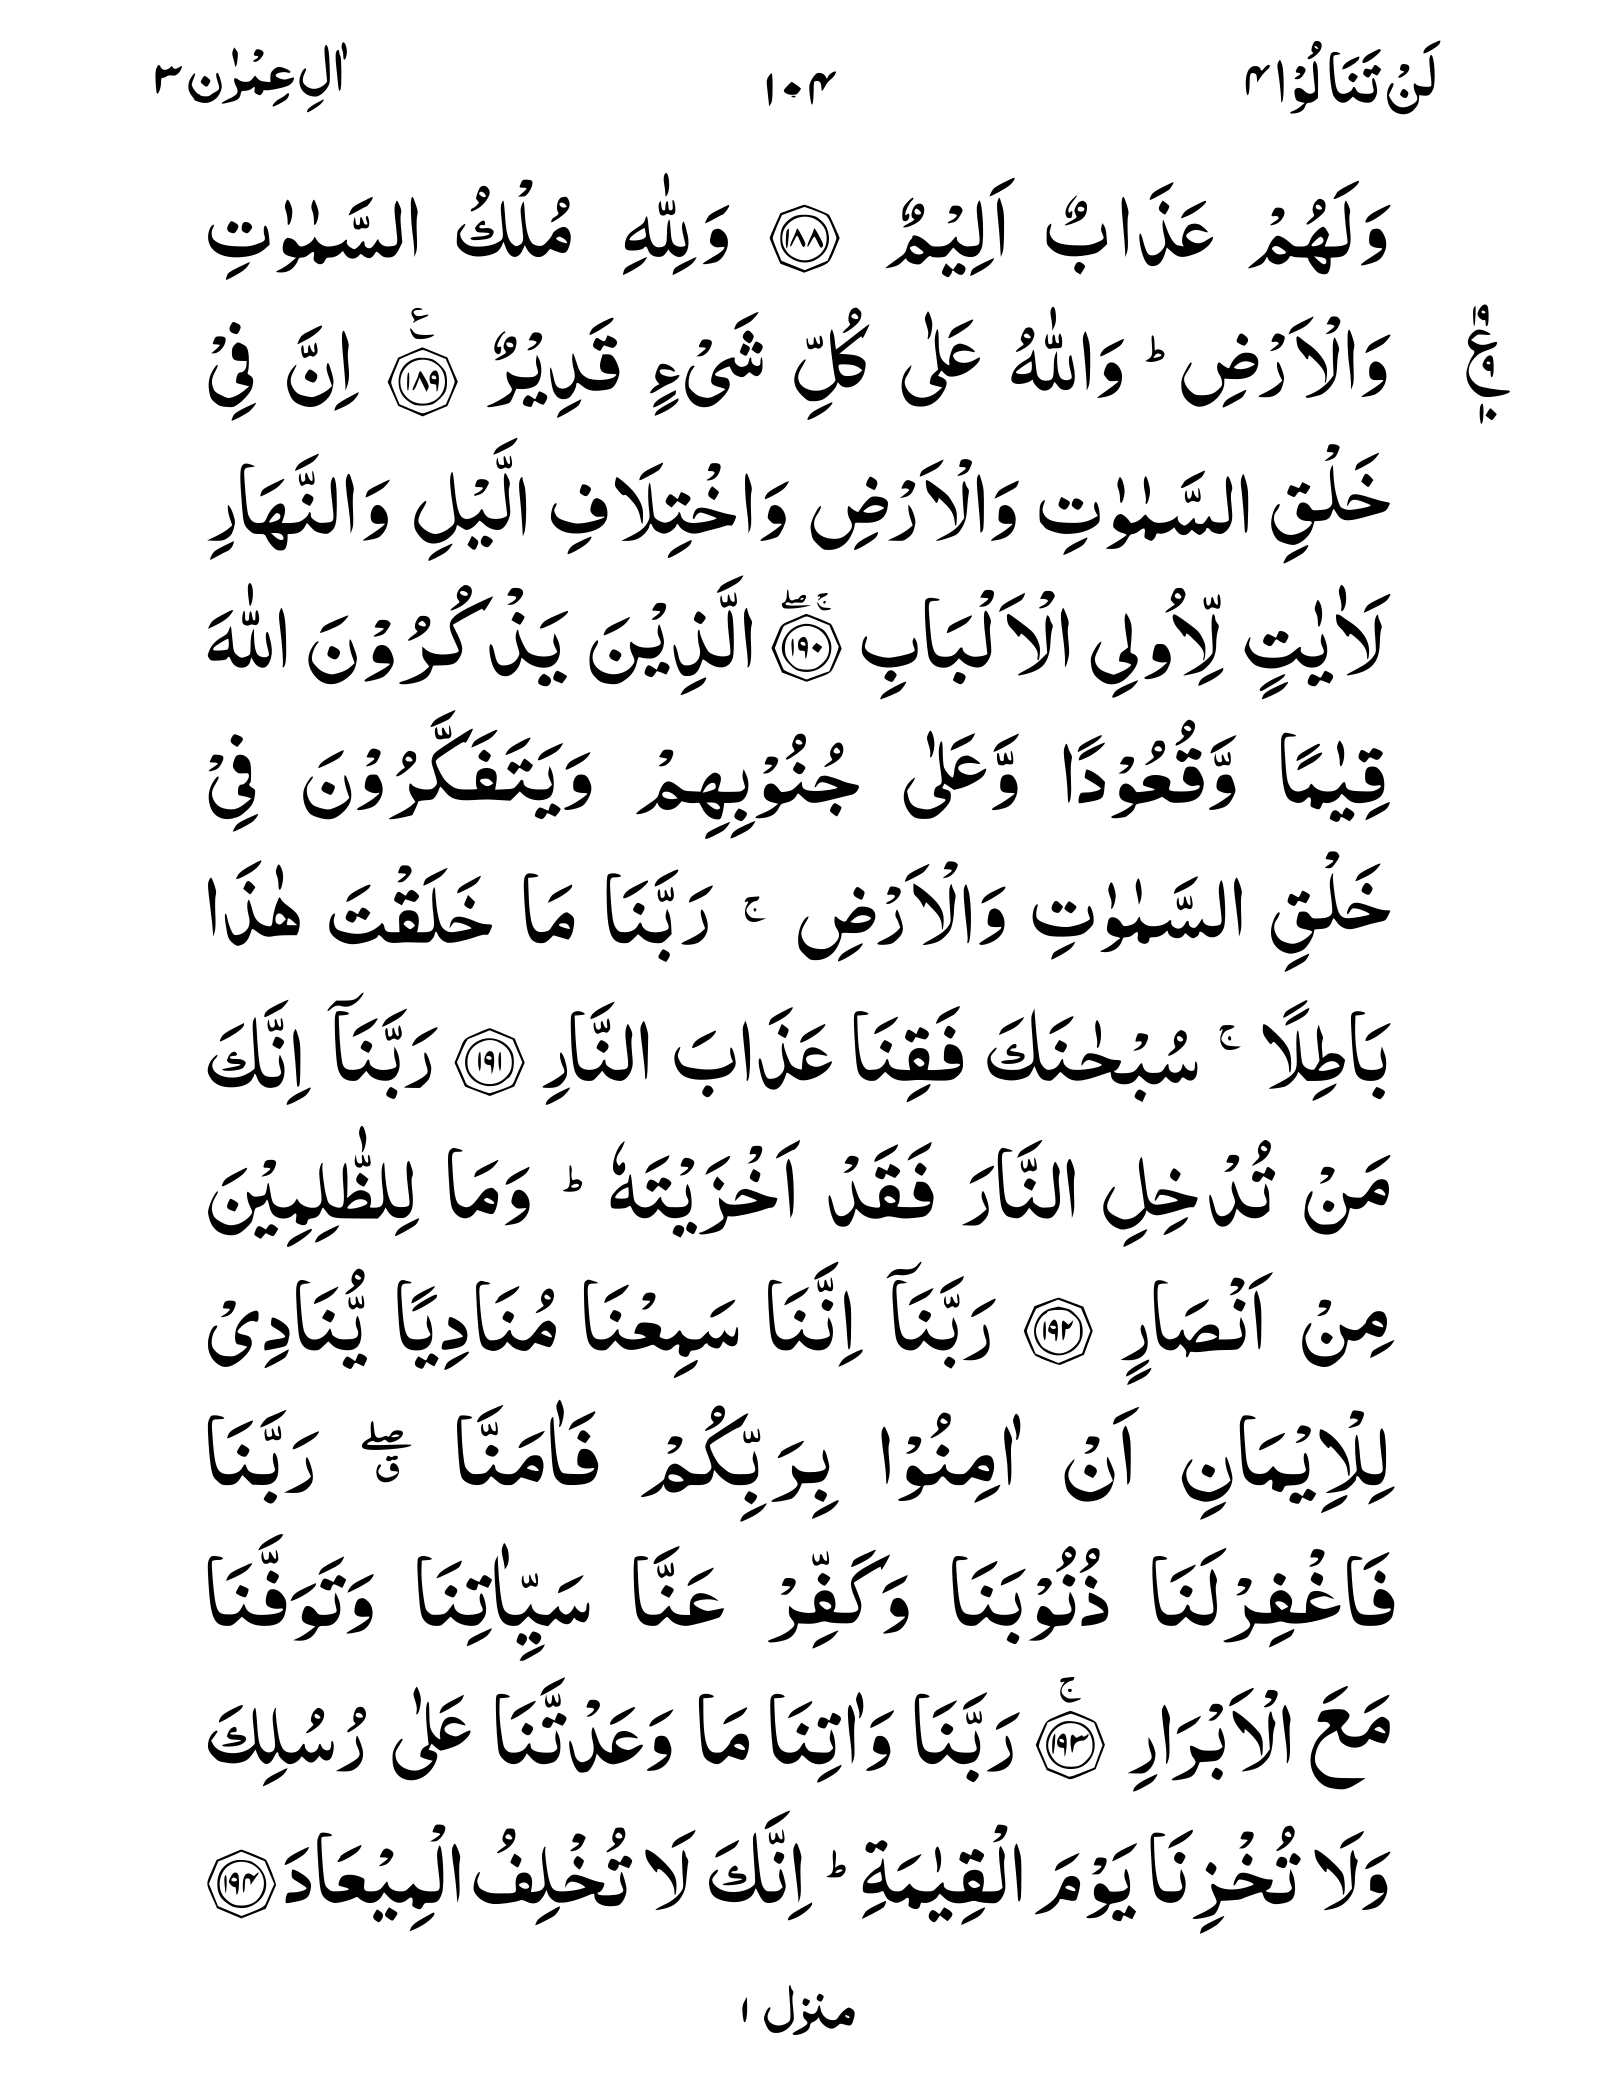 لَنْ تَنَالُوْا ۴
۱۰۴
اٰلِ عِمْرٰن ۳
وَلَهُمْ عَذَابٌ اَلِيْمٌ ۱۸۸ وَلِلّٰهِ مُلْكُ السَّمٰوٰتِ
وَالْاَرْضِ ؕ وَاللّٰهُ عَلٰى كُلِّ شَىْءٍ قَدِيْرٌ ۱۸۹ اِنَّ فِىْ
خَلْقِ السَّمٰوٰتِ وَالْاَرْضِ وَاخْتِلَافِ الَّيْلِ وَالنَّهَارِ
لَاٰيٰتٍ لِّاُولِى الْاَلْبَابِ ۱۹۰ الَّذِيْنَ يَذْكُرُوْنَ اللّٰهَ
قِيٰمًا وَّقُعُوْدًا وَّعَلٰى جُنُوْبِهِمْ وَيَتَفَكَّرُوْنَ فِىْ
خَلْقِ السَّمٰوٰتِ وَالْاَرْضِ ۚ رَبَّنَا مَا خَلَقْتَ هٰذَا
بَاطِلًا ۚ سُبْحٰنَكَ فَقِنَا عَذَابَ النَّارِ ۱۹۱ رَبَّنَآ اِنَّكَ
مَنْ تُدْخِلِ النَّارَ فَقَدْ اَخْزَيْتَهٗ ؕ وَمَا لِلظّٰلِمِيْنَ
مِنْ اَنْصَارٍ ۱۹۲ رَبَّنَآ اِنَّنَا سَمِعْنَا مُنَادِيًا يُّنَادِىْ
لِلْاِيْمَانِ اَنْ اٰمِنُوْا بِرَبِّكُمْ فَاٰمَنَّا ۖق رَبَّنَا
فَاغْفِرْلَنَا ذُنُوْبَنَا وَكَفِّرْ عَنَّا سَيِّاٰتِنَا وَتَوَفَّنَا
مَعَ الْاَبْرَارِ ۱۹۳ۚ رَبَّنَا وَاٰتِنَا مَا وَعَدْتَّنَا عَلٰى رُسُلِكَ
وَلَا تُخْزِنَا يَوْمَ الْقِيٰمَةِ ؕ اِنَّكَ لَا تُخْلِفُ الْمِيْعَادَ ۱۹۴
منزل ۱